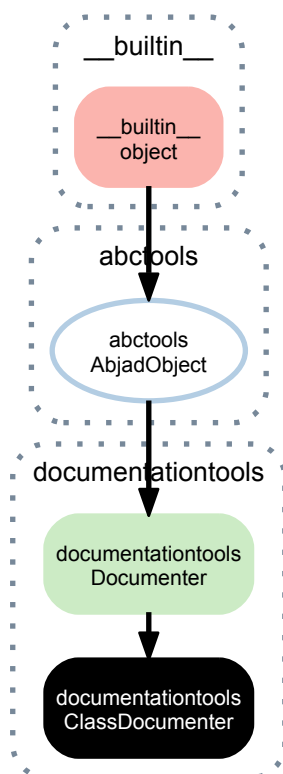 __builtin__
__builtin__
object
abctools
abctools
AbjadObject
documentationtools
documentationtools
Documenter
documentationtools
ClassDocumenter